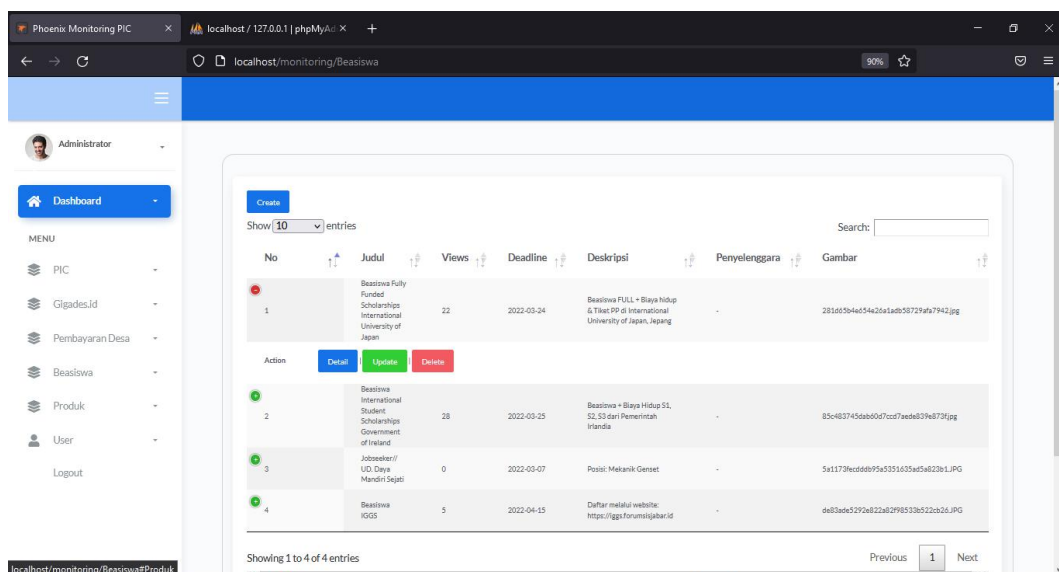 Phoenix Monitoring PIC
localhost / 127.0.0.1 | phpMyAd
localhost/monitoring/Beasiswa
90%
Administrator
Dashboard
MENU
PIC
Gigades.id
Pembayaran Desa
Beasiswa
Produk
User
Logout
Create
Show 10 entries
Search:
No Judul Views Deadline Deskripsi Penyelenggara Gambar
Beasiswa Fully
Funded
Scholarships
International
University of
Japan
1 22 2022-03-24
Beasiswa FULL + Biaya hidup
& Tiket PP di International
University of Japan, Jepang
- 281d65b4e654e26a1adb58729afa7942.jpg
Action Detail | Update | Delete
Beasiswa
International
Student
Scholarships
Government
of Ireland
2 28 2022-03-25
Beasiswa + Biaya Hidup S1,
S2, S3 dari Pemerintah
Irlandia
- 85c483745dab60d7ccd7aede839e873f.jpg
Jobseeker//
UD. Daya
Mandiri Sejati
3 0 2022-03-07 Posisi: Mekanik Genset - 5a1173fecdddb95a5351635ad5a823b1.JPG
Beasiswa
IGGS
4 5 2022-04-15
Daftar melalui website:
https://iggs.forumsisjabar.id
- de83ade5292e822a82f98533b522cb26.JPG
Showing 1 to 4 of 4 entries
Previous 1 Next
localhost/monitoring/Beasiswa#Produk